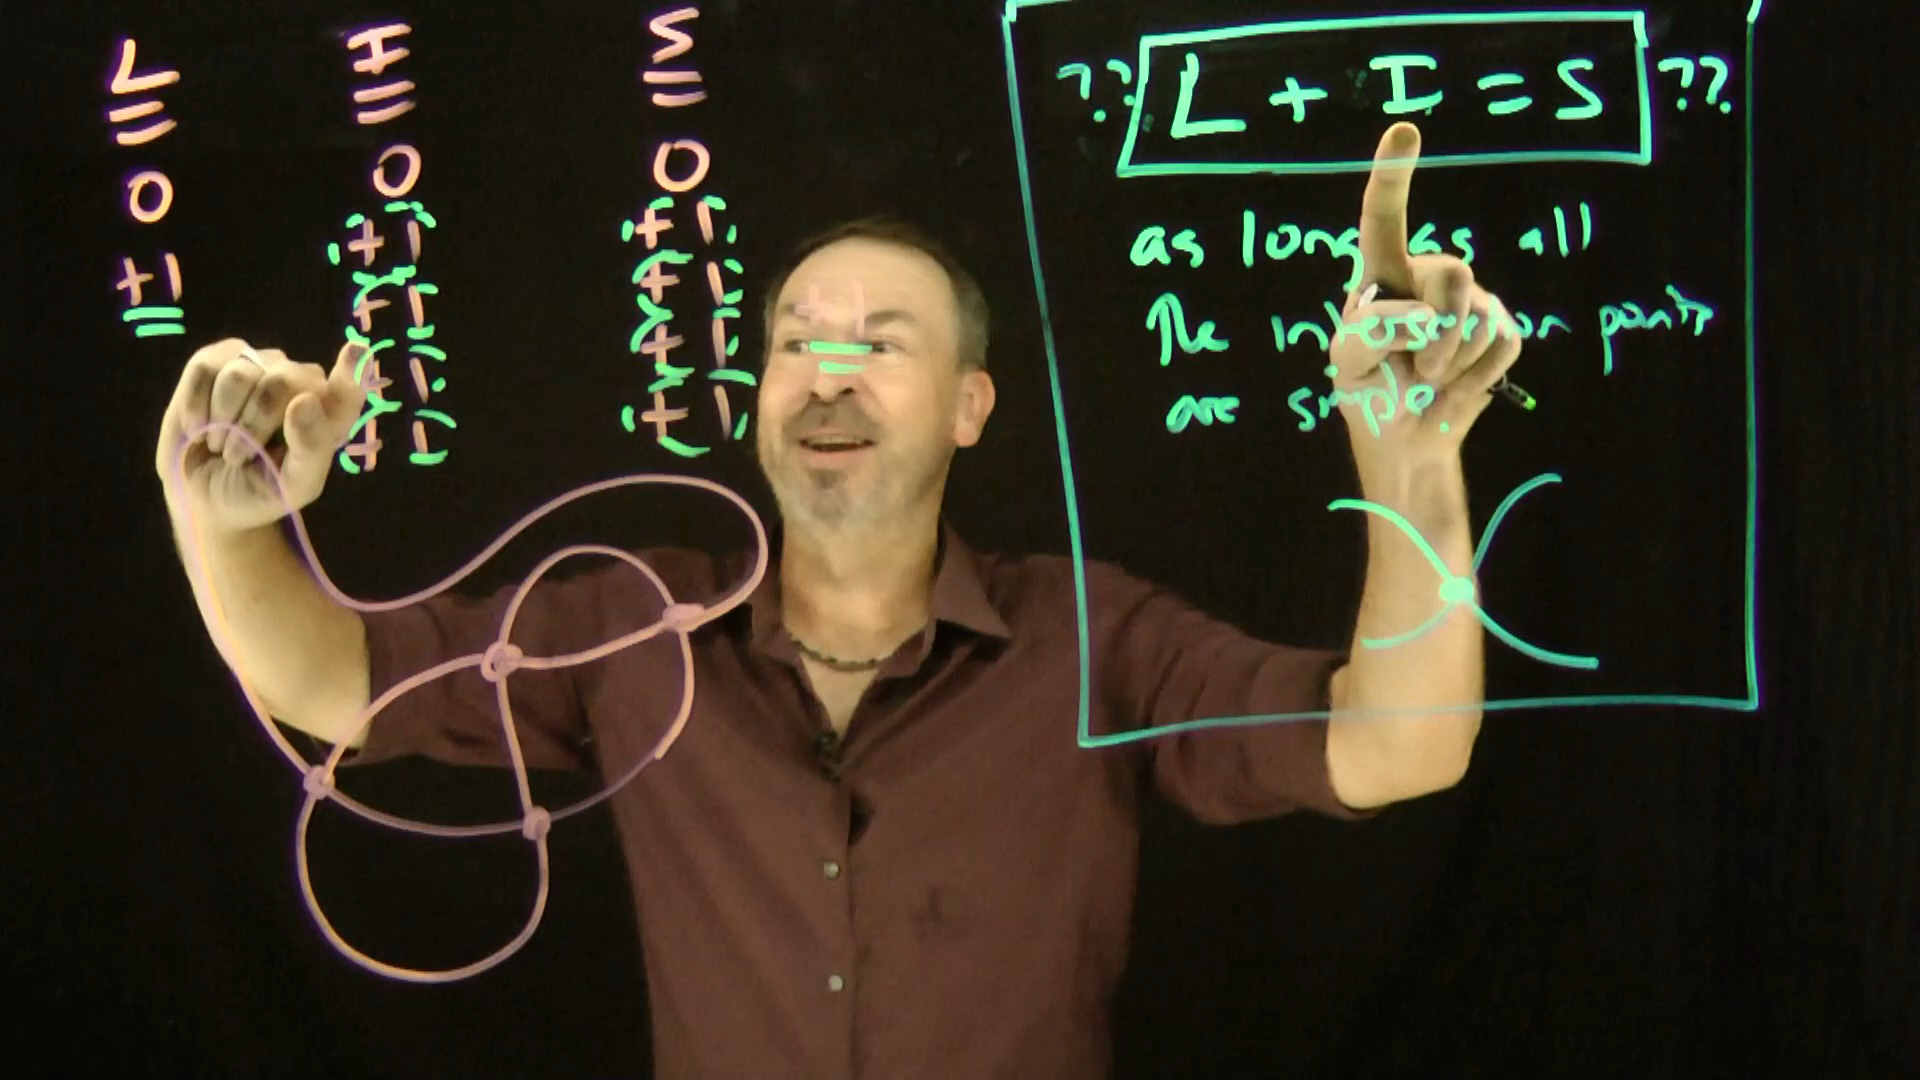 L
0
+1
I
0
+1
+1
+1
+1
S
0
+1
+1
+1
+1
+1
?? L + I = S ??
as long as all
The intersection points
are simple.